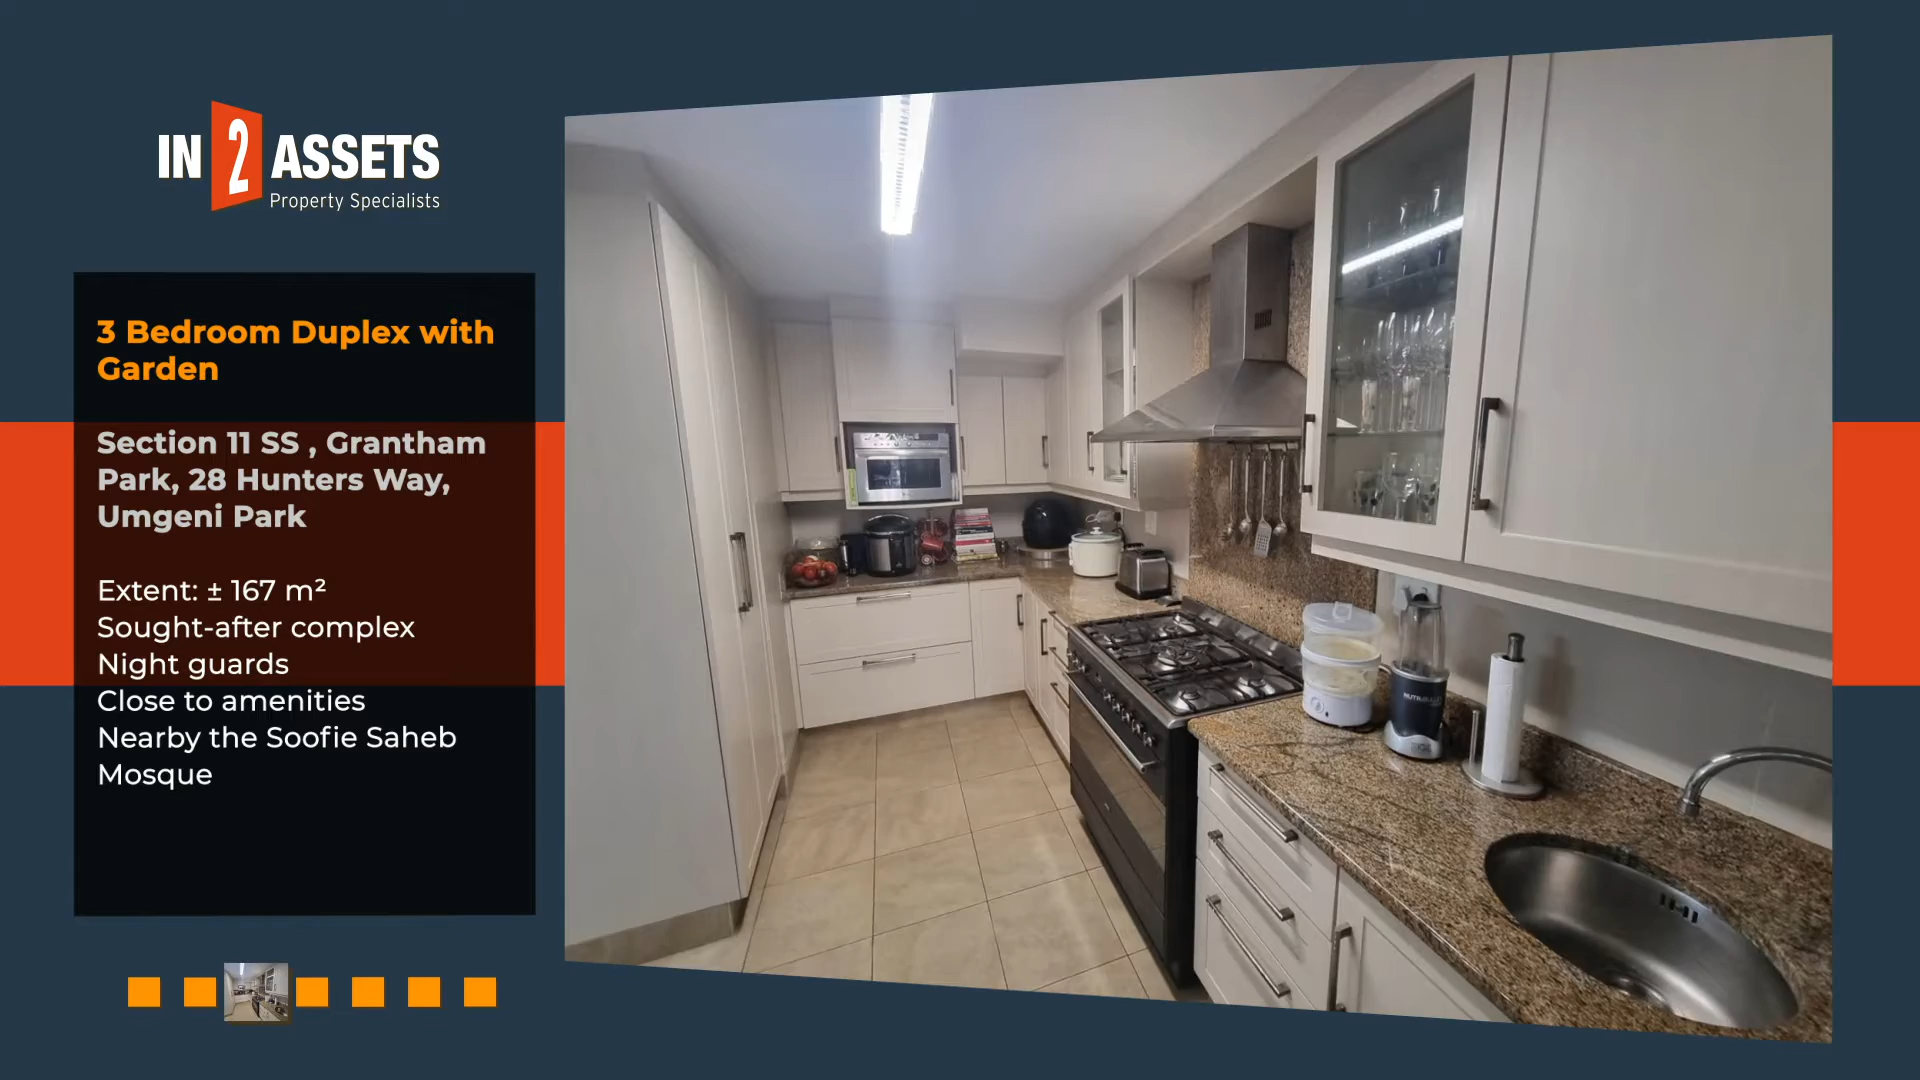 IN 2 ASSETS
Property Specialists
3 Bedroom Duplex with
Garden
Section 11 SS , Grantham
Park, 28 Hunters Way,
Umgeni Park
Extent: ± 167 m²
Sought-after complex
Night guards
Close to amenities
Nearby the Soofie Saheb
Mosque